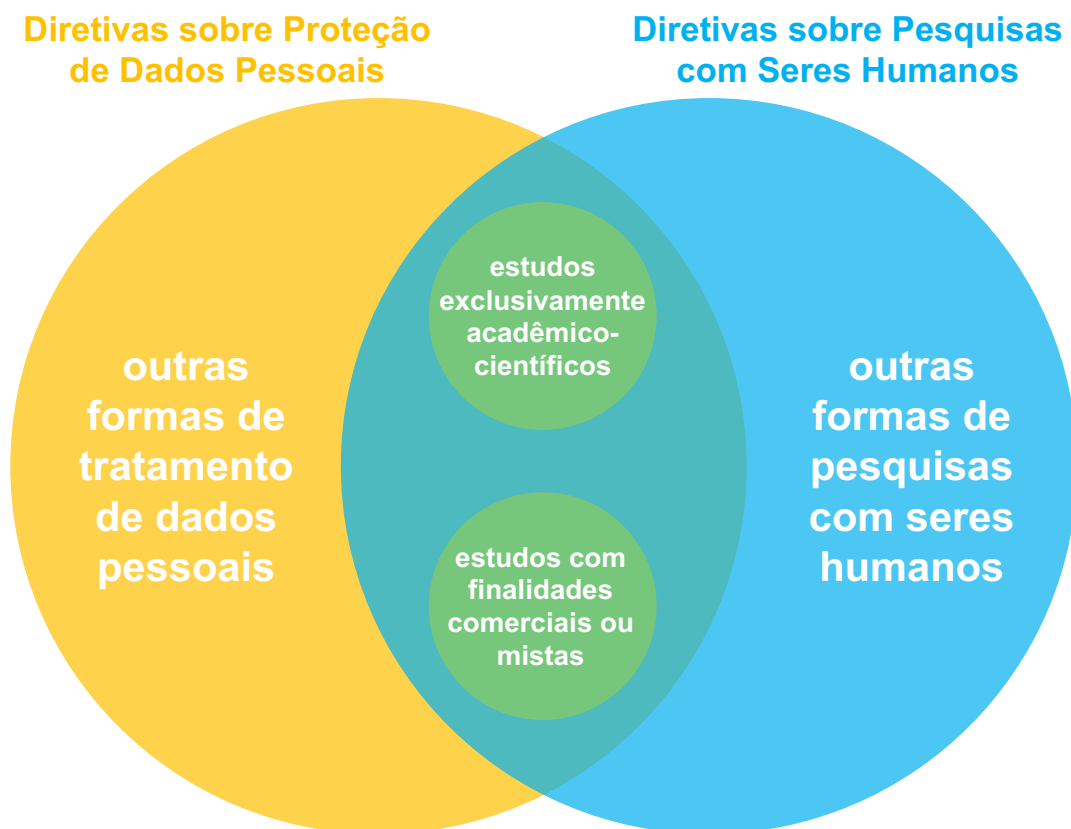 Diretivas sobre Proteção
de Dados Pessoais
Diretivas sobre Pesquisas
com Seres Humanos
outras
formas de
tratamento
de dados
pessoais
estudos
exclusivamente
acadêmico-
científicos
estudos com
finalidades
comerciais ou
mistas
outras
formas de
pesquisas
com seres
humanos